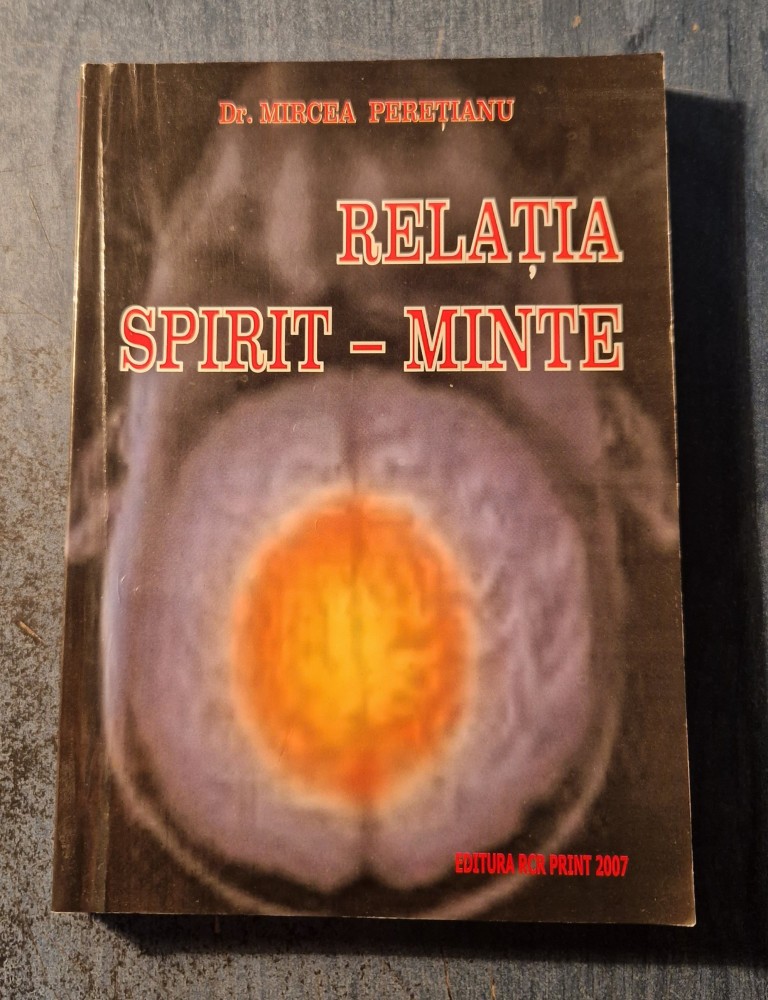 Dr. MIRCEA PEREȚIANU
RELAȚIA
SPIRIT – MINTE
EDITURA RCR PRINT 2007